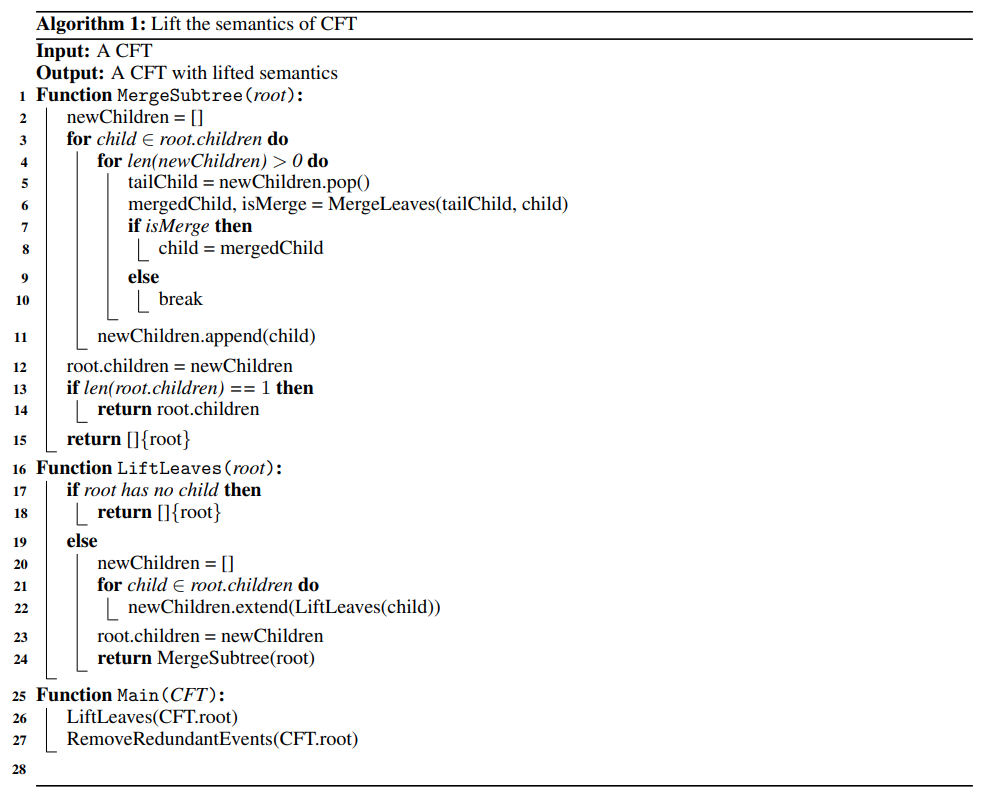 Algorithm 1: Lift the semantics of CFT
Input: A CFT
Output: A CFT with lifted semantics
1 Function MergeSubtree(root):
2 newChildren = []
3 for child ∈ root.children do
4 for len(newChildren) > 0 do
5 tailChild = newChildren.pop()
6 mergedChild, isMerge = MergeLeaves(tailChild, child)
7 if isMerge then
8 child = mergedChild
9 else
10 break
11 newChildren.append(child)
12 root.children = newChildren
13 if len(root.children) == 1 then
14 return root.children
15 return []{root}
16 Function LiftLeaves(root):
17 if root has no child then
18 return []{root}
19 else
20 newChildren = []
21 for child ∈ root.children do
22 newChildren.extend(LiftLeaves(child))
23 root.children = newChildren
24 return MergeSubtree(root)
25 Function Main(CFT):
26 LiftLeaves(CFT.root)
27 RemoveRedundantEvents(CFT.root)
28